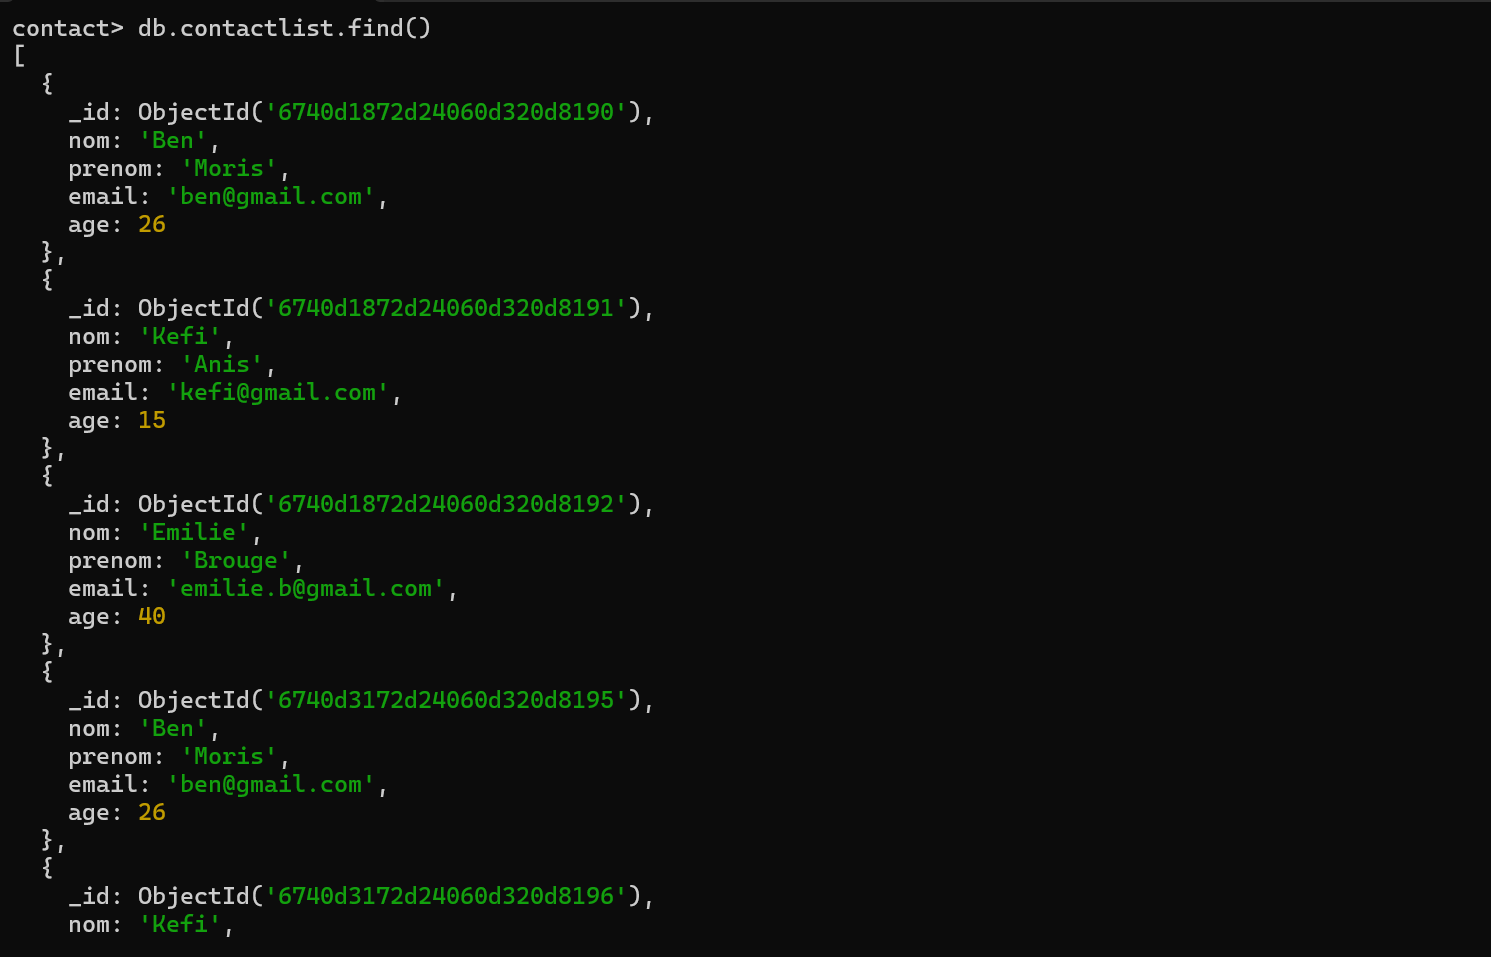 contact> db.contactlist.find()
[
  {
    _id: ObjectId('6740d1872d24060d320d8190'),
    nom: 'Ben',
    prenom: 'Moris',
    email: 'ben@gmail.com',
    age: 26
  },
  {
    _id: ObjectId('6740d1872d24060d320d8191'),
    nom: 'Kefi',
    prenom: 'Anis',
    email: 'kefi@gmail.com',
    age: 15
  },
  {
    _id: ObjectId('6740d1872d24060d320d8192'),
    nom: 'Emilie',
    prenom: 'Brouge',
    email: 'emilie.b@gmail.com',
    age: 40
  },
  {
    _id: ObjectId('6740d3172d24060d320d8195'),
    nom: 'Ben',
    prenom: 'Moris',
    email: 'ben@gmail.com',
    age: 26
  },
  {
    _id: ObjectId('6740d3172d24060d320d8196'),
    nom: 'Kefi',